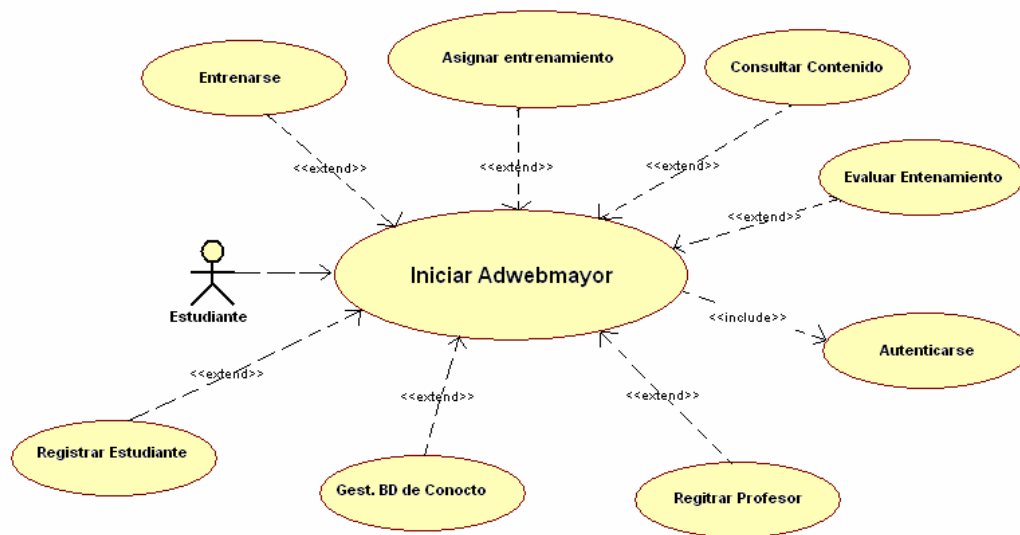 Entrenarse
Asignar entrenamiento
Consultar Contenido
<<extend>>
<<extend>>
<<extend>>
Evaluar Entenamiento
<<extend>>
Iniciar Adwebmayor
Estudiante
<<include>>
Autenticarse
<<extend>>
<<extend>>
<<extend>>
Registrar Estudiante
Gest. BD de Conocto
Regitrar Profesor